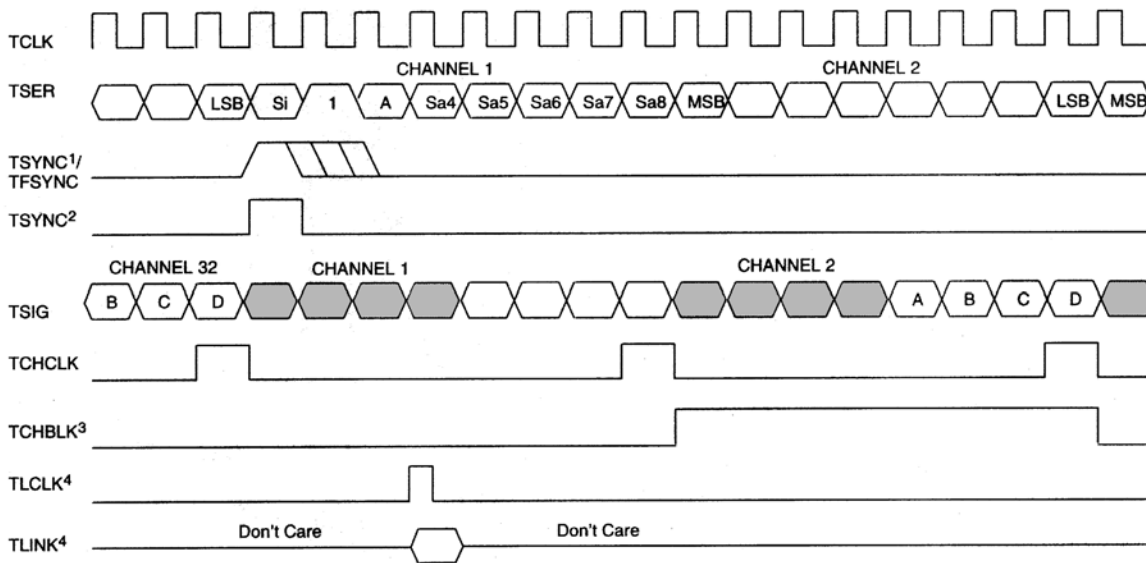 TCLK
CHANNEL 1 CHANNEL 2
TSER LSB Si 1 A Sa4 Sa5 Sa6 Sa7 Sa8 MSB LSB MSB
TSYNC¹/
TFSYNC
TSYNC²
CHANNEL 32 CHANNEL 1 CHANNEL 2
TSIG B C D A B C D
TCHCLK
TCHBLK³
TLCLK⁴
Don't Care Don't Care
TLINK⁴